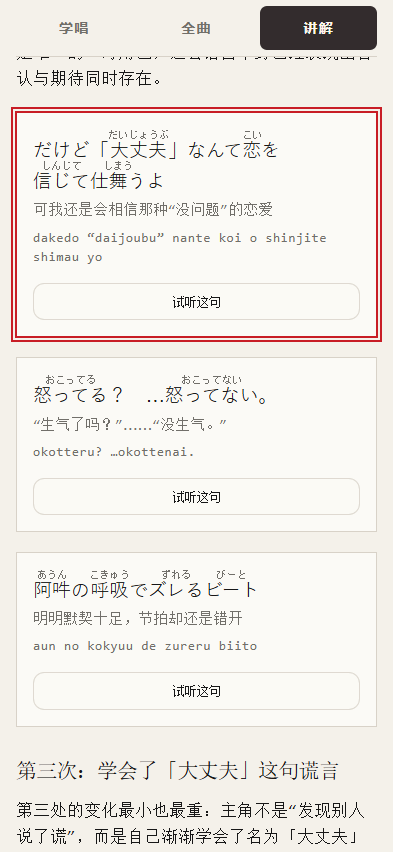 学唱 全曲 讲解
认与期待同时存在。
だいじょうぶ こい
だけど「大丈夫」なんて恋を
しんじて しまう
信じて仕舞うよ
可我还是会相信那种“没问题”的恋爱
dakedo “daijoubu” nante koi o shinjite
shimau yo
试听这句
おこってる おこってない
怒ってる？ …怒ってない。
“生气了吗？”……“没生气。”
okotteru? …okottenai.
试听这句
あうん こきゅう ずれる びーと
阿吽の呼吸でズレるビート
明明默契十足，节拍却还是错开
aun no kokyuu de zureru biito
试听这句
第三次：学会了「大丈夫」这句谎言
第三处的变化最小也最重：主角不是“发现别人
说了谎”，而是自己渐渐学会了名为「大丈夫」